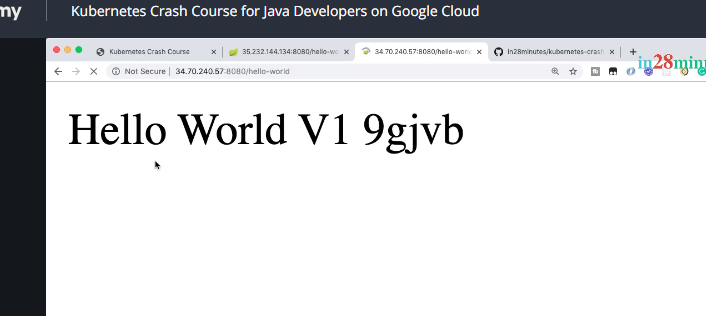 my
Kubernetes Crash Course for Java Developers on Google Cloud
Kubernetes Crash Course
35.232.144.134:8080/hello-wo
34.70.240.57:8080/hello-world
in28minutes/kubernetes-crash
in28minu
Not Secure | 34.70.240.57:8080/hello-world
Hello World V1 9gjvb